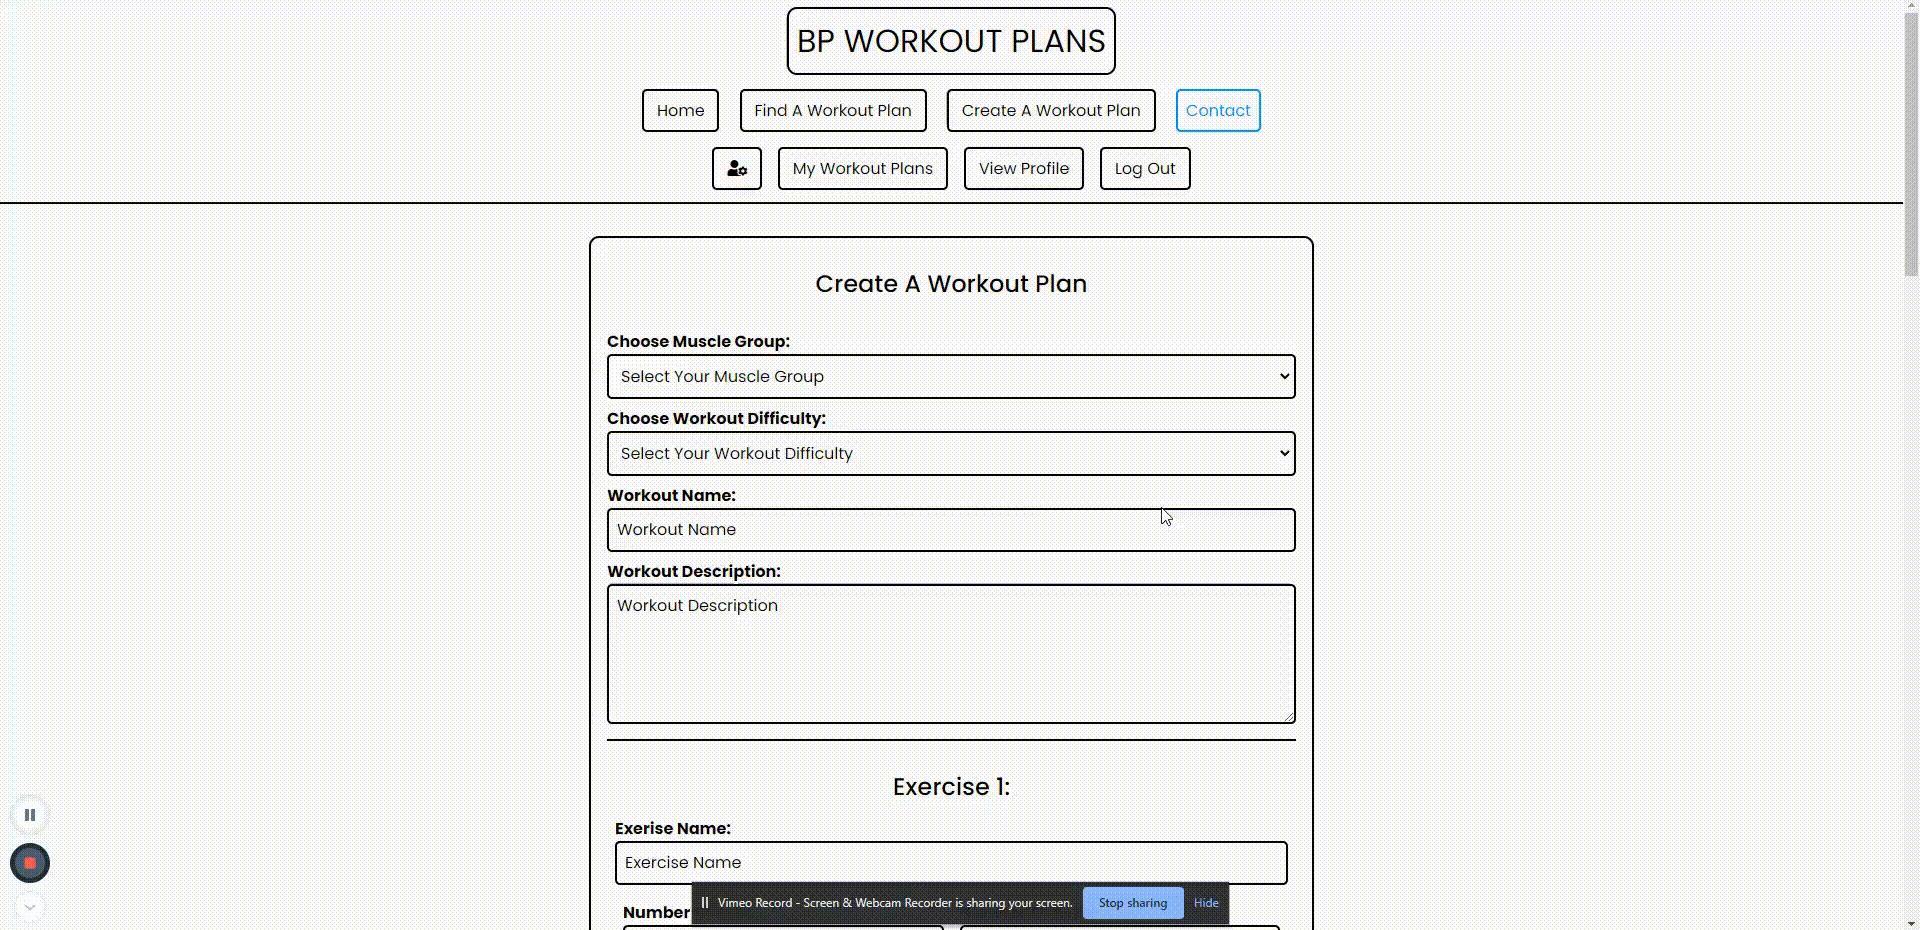 BP WORKOUT PLANS
Home Find A Workout Plan Create A Workout Plan Contact
My Workout Plans View Profile Log Out
Create A Workout Plan
Choose Muscle Group:
Select Your Muscle Group
Choose Workout Difficulty:
Select Your Workout Difficulty
Workout Name:
Workout Name
Workout Description:
Workout Description
Exercise 1:
Exerise Name:
Exercise Name
Number
Vimeo Record - Screen & Webcam Recorder is sharing your screen. Stop sharing Hide